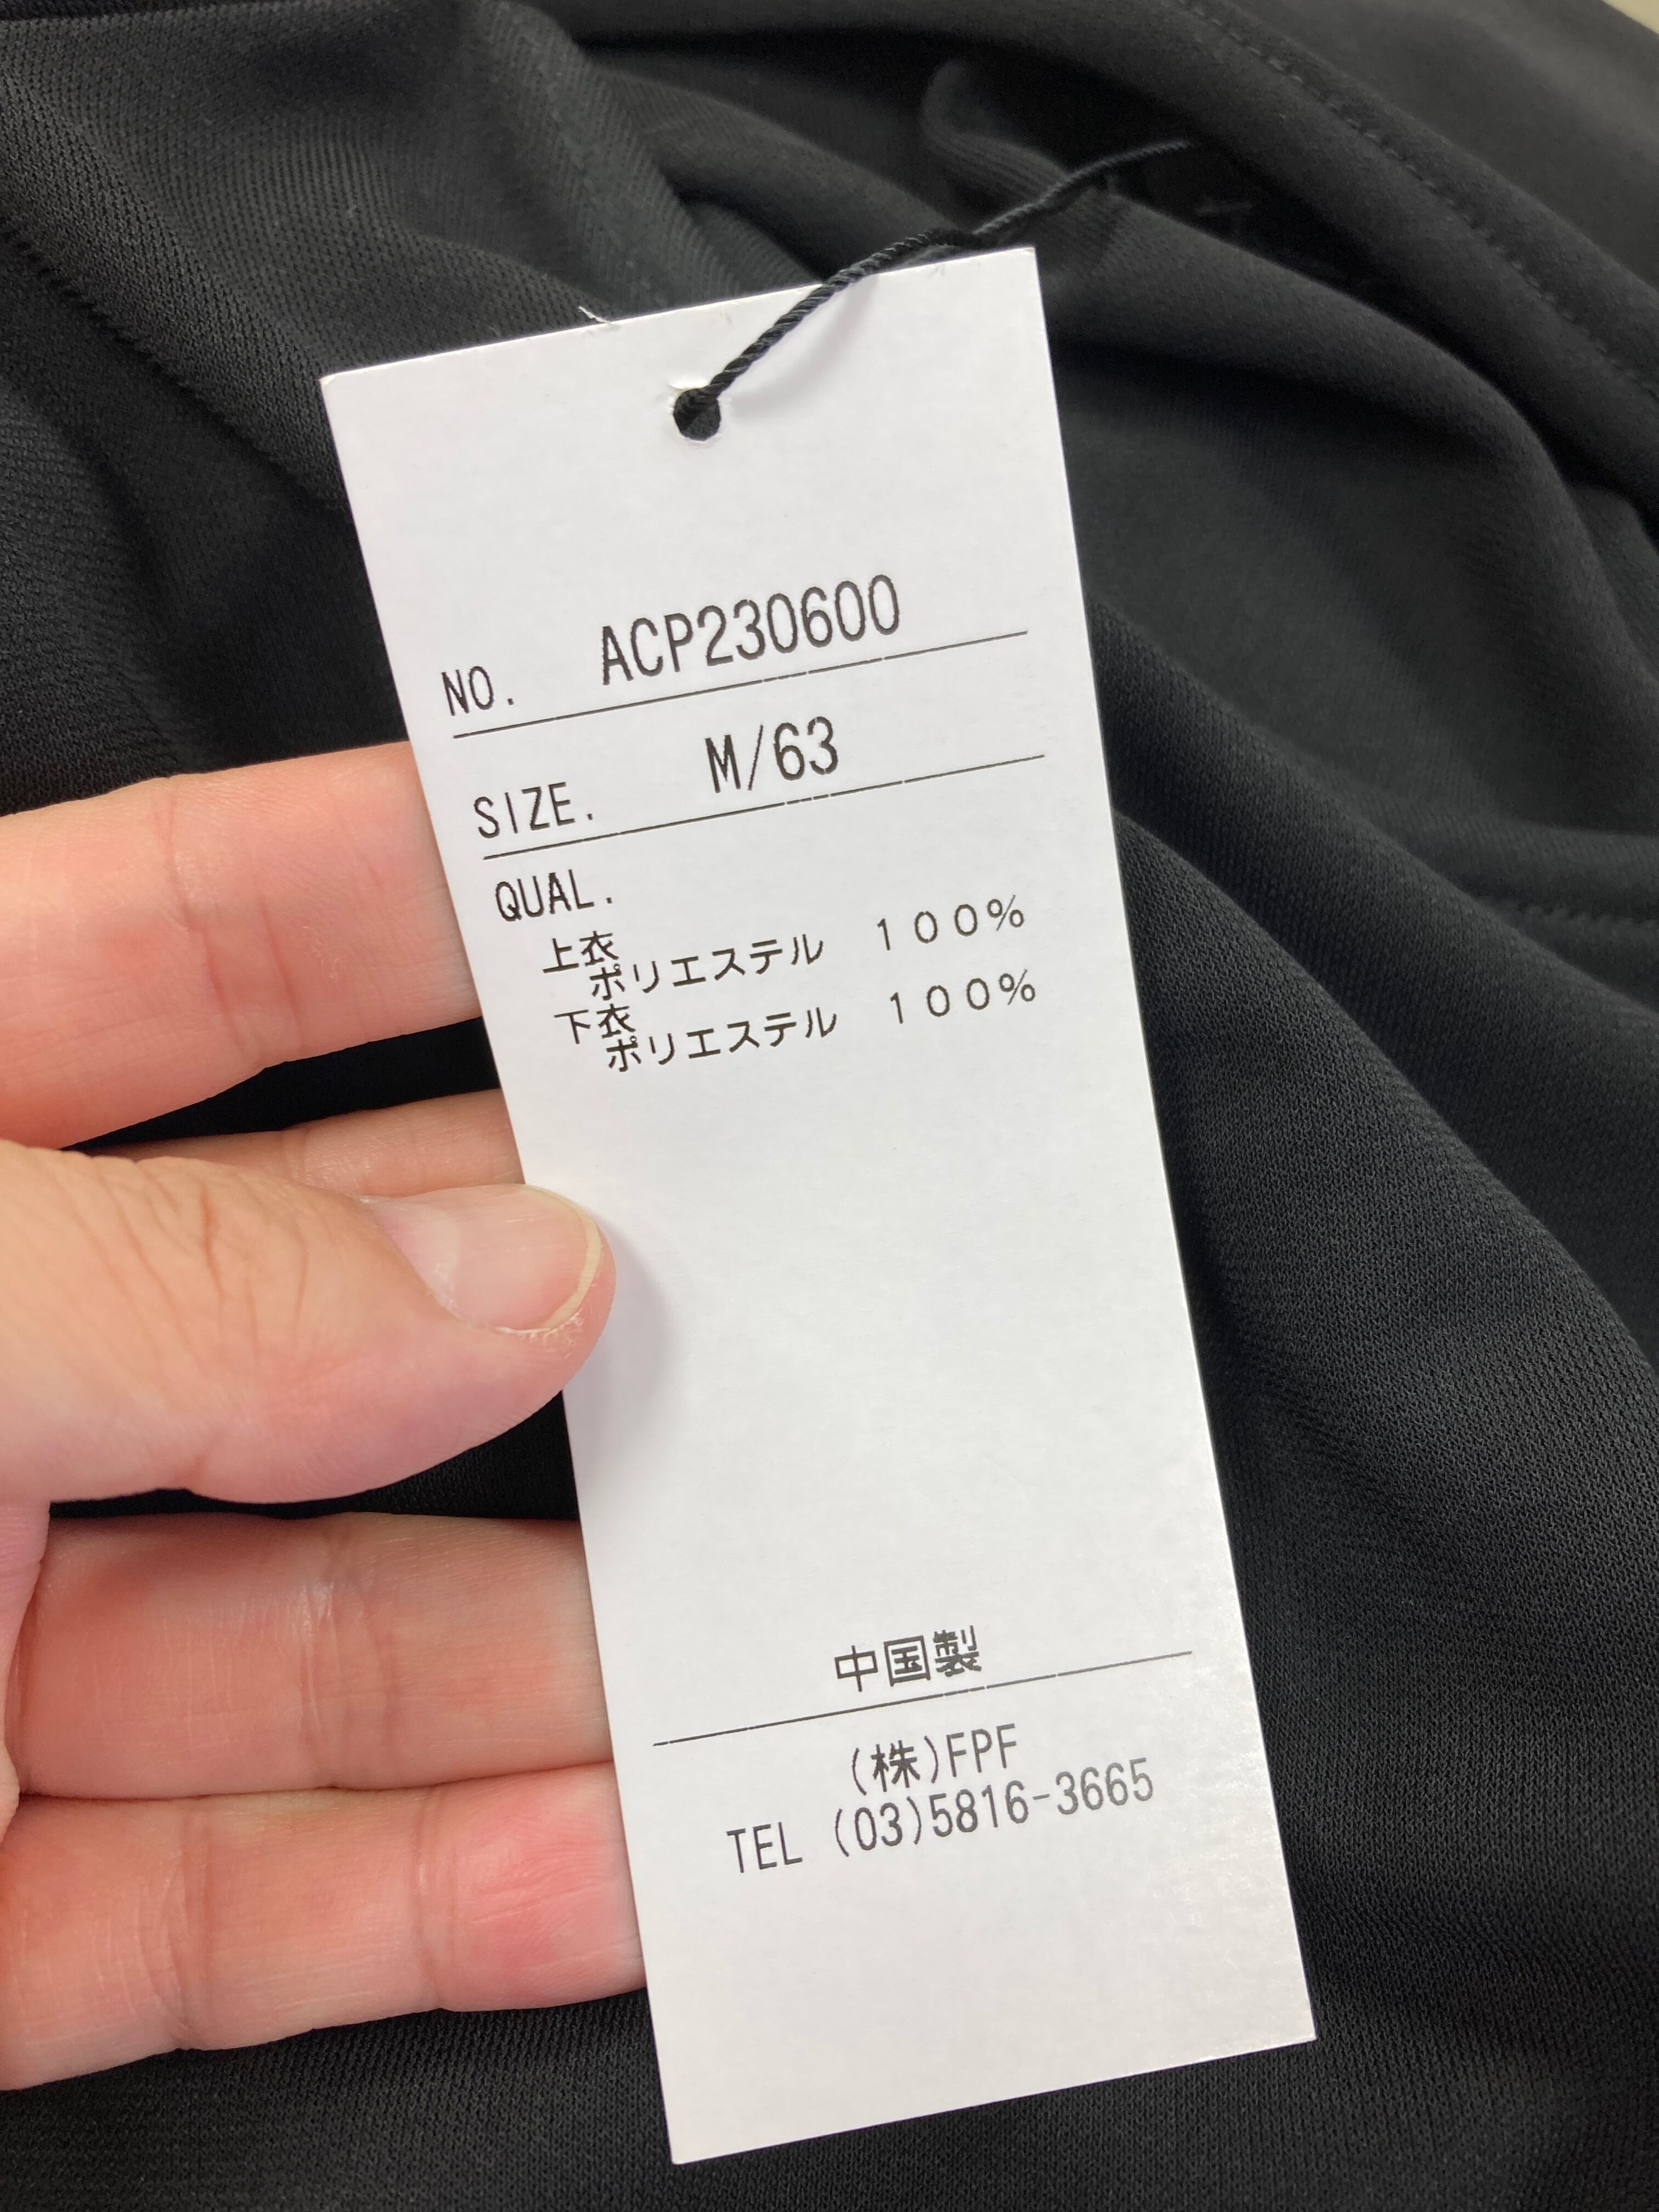 NO. ACP230600
SIZE. M/63
QUAL.
上衣
ポリエステル 100%
下衣
ポリエステル 100%
中国製
(株)FPF
TEL (03)5816-3665